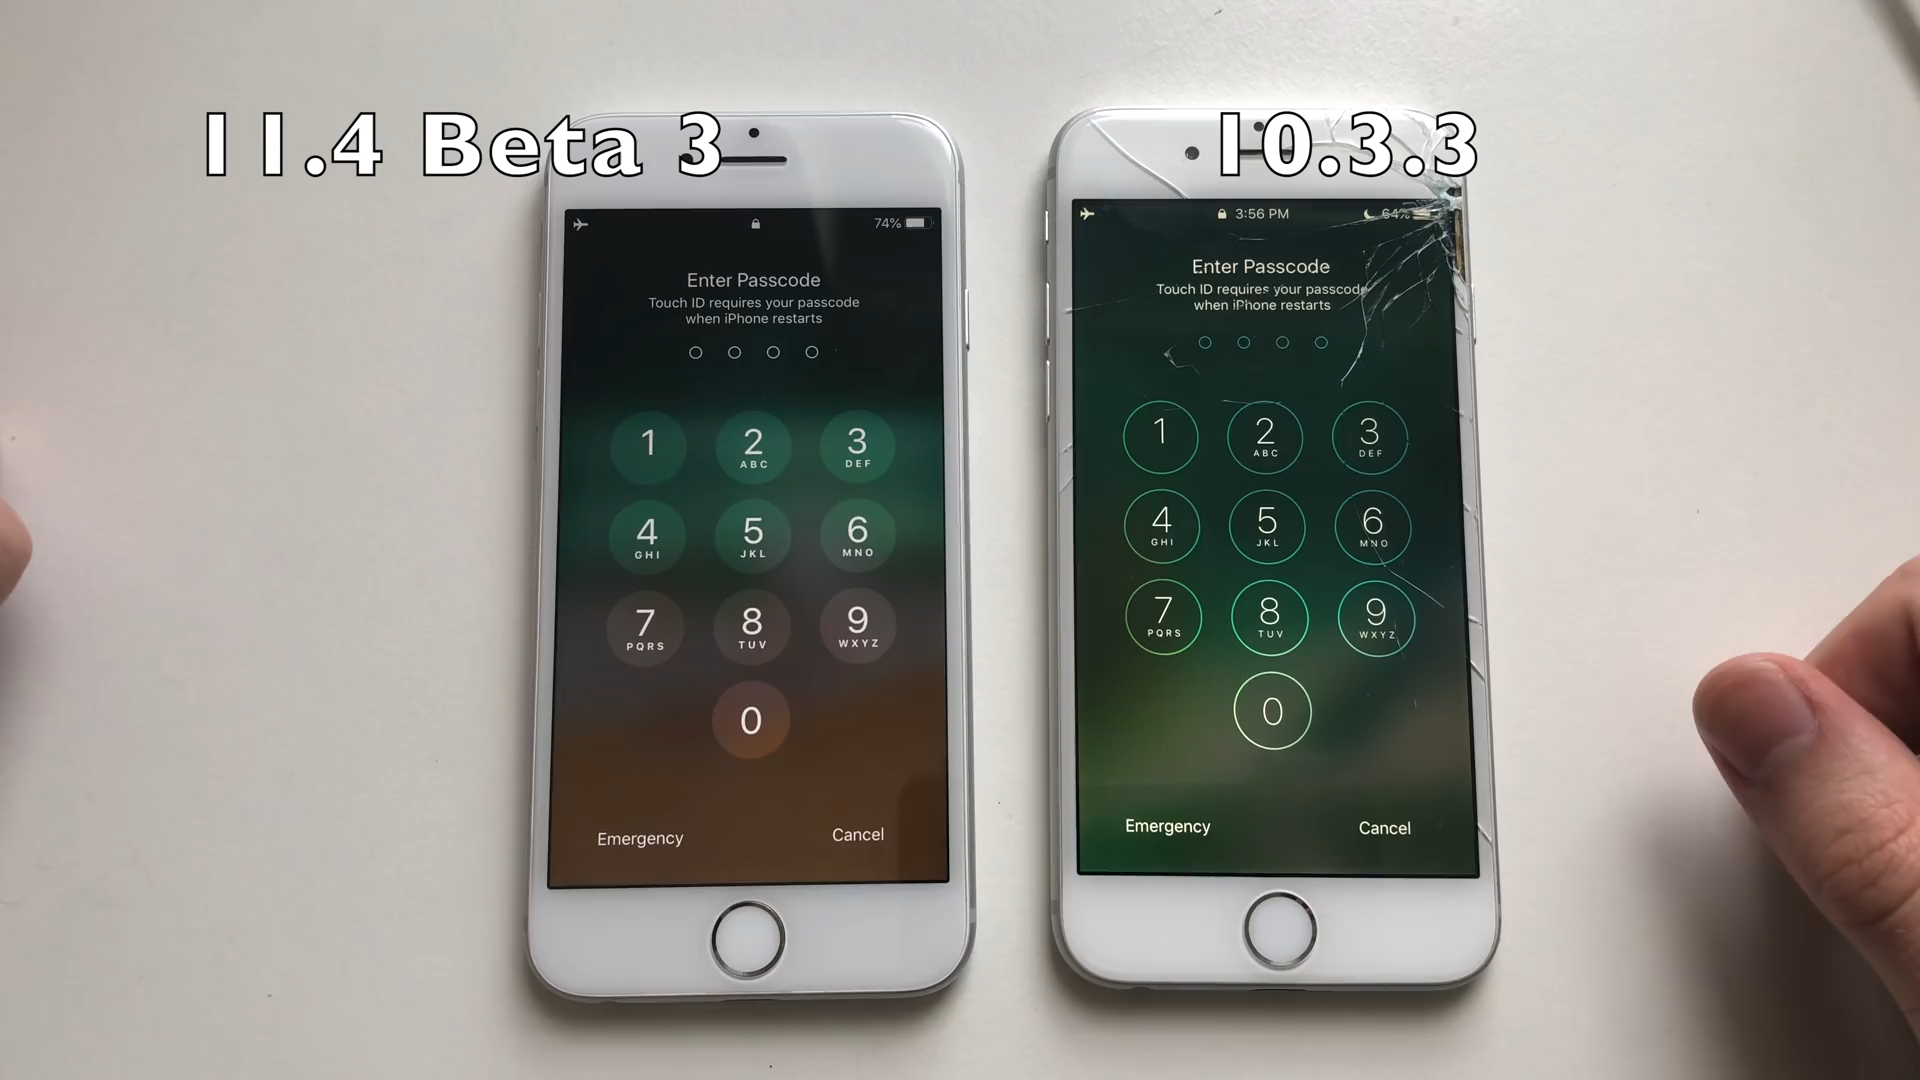 11.4 Beta 3
10.3.3
74%
Enter Passcode
Touch ID requires your passcode
when iPhone restarts
1
2
ABC
3
DEF
4
GHI
5
JKL
6
MNO
7
PQRS
8
TUV
9
WXYZ
0
Emergency
Cancel
3:56 PM
64%
Enter Passcode
Touch ID requires your passcode
when iPhone restarts
1
2
ABC
3
DEF
4
GHI
5
JKL
6
MNO
7
PQRS
8
TUV
9
WXYZ
0
Emergency
Cancel